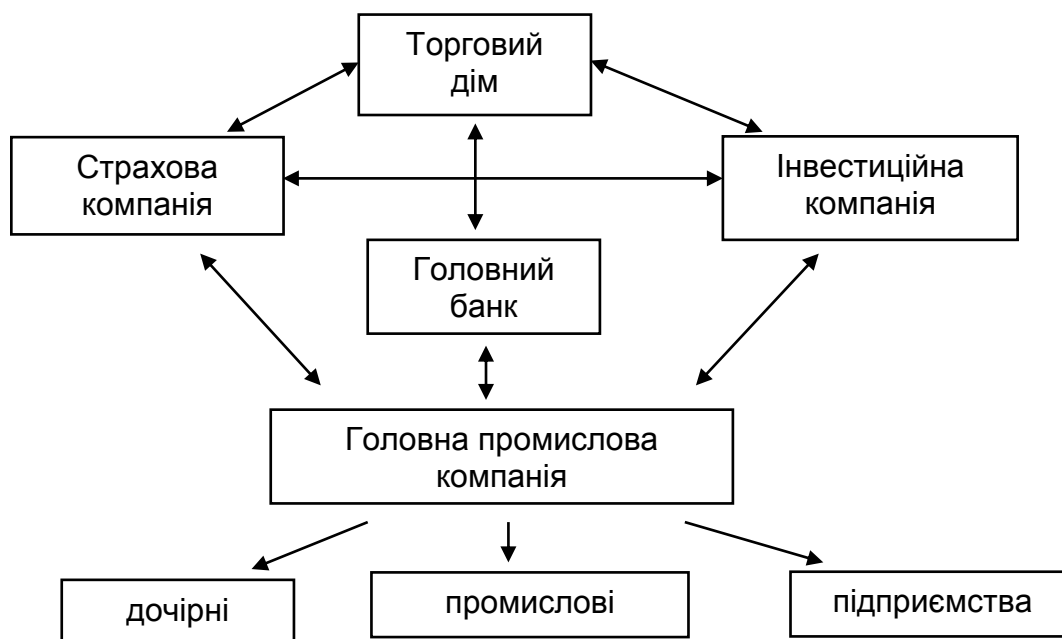 Торговий
дім
Страхова
компанія
Інвестиційна
компанія
Головний
банк
Головна промислова
компанія
дочірні
промислові
підприємства